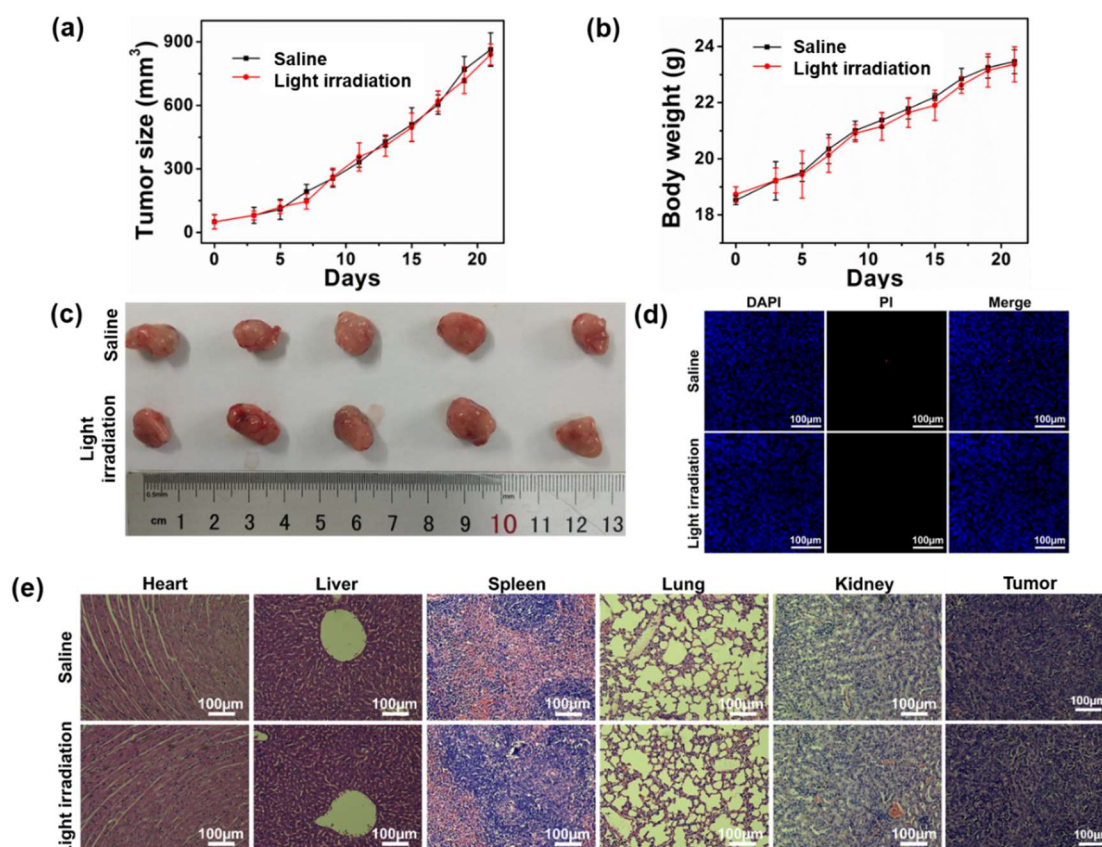 (a)
900
600
300
0
Tumor size (mm³)
Saline
Light irradiation
0 5 10 15 20
Days
(b)
24
22
20
18
Body weight (g)
Saline
Light irradiation
0 5 10 15 20
Days
(c)
Saline
Light irradiation
0.5mm
mm
cm 1 2 3 4 5 6 7 8 9 10 11 12 13
(d)
DAPI PI Merge
Saline
100μm 100μm 100μm
Light irradiation
100μm 100μm 100μm
(e)
Heart Liver Spleen Lung Kidney Tumor
Saline
100μm 100μm 100μm 100μm 100μm 100μm
Light irradiation
100μm 100μm 100μm 100μm 100μm 100μm